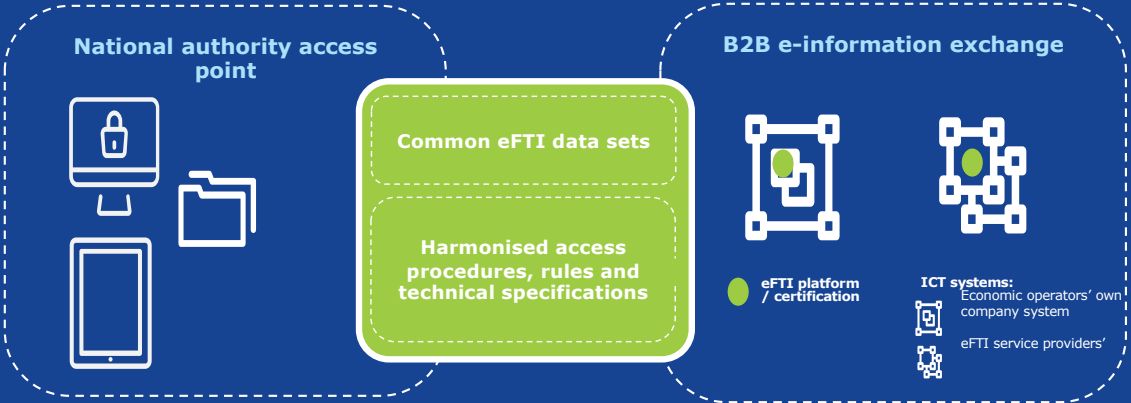 National authority access
point
B2B e-information exchange
Common eFTI data sets
Harmonised access
procedures, rules and
technical specifications
eFTI platform
/ certification
ICT systems:
Economic operators’ own
company system
eFTI service providers’